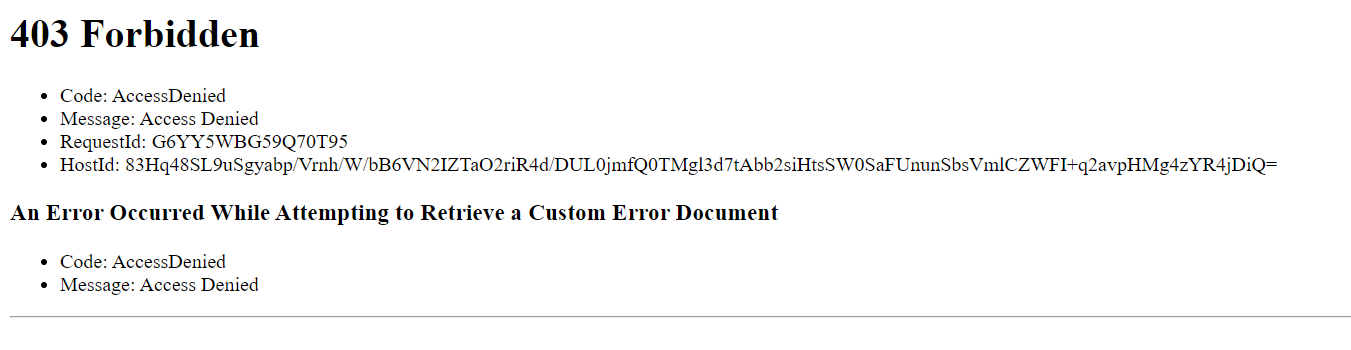 403 Forbidden
Code: AccessDenied
Message: Access Denied
RequestId: G6YY5WBG59Q70T95
HostId: 83Hq48SL9uSgyabp/Vrnh/W/bB6VN2IZTaO2riR4d/DUL0jmfQ0TMgl3d7tAbb2siHtsSW0SaFUnunSbsVmlCZWFI+q2avpHMg4zYR4jDiQ=
An Error Occurred While Attempting to Retrieve a Custom Error Document
Code: AccessDenied
Message: Access Denied